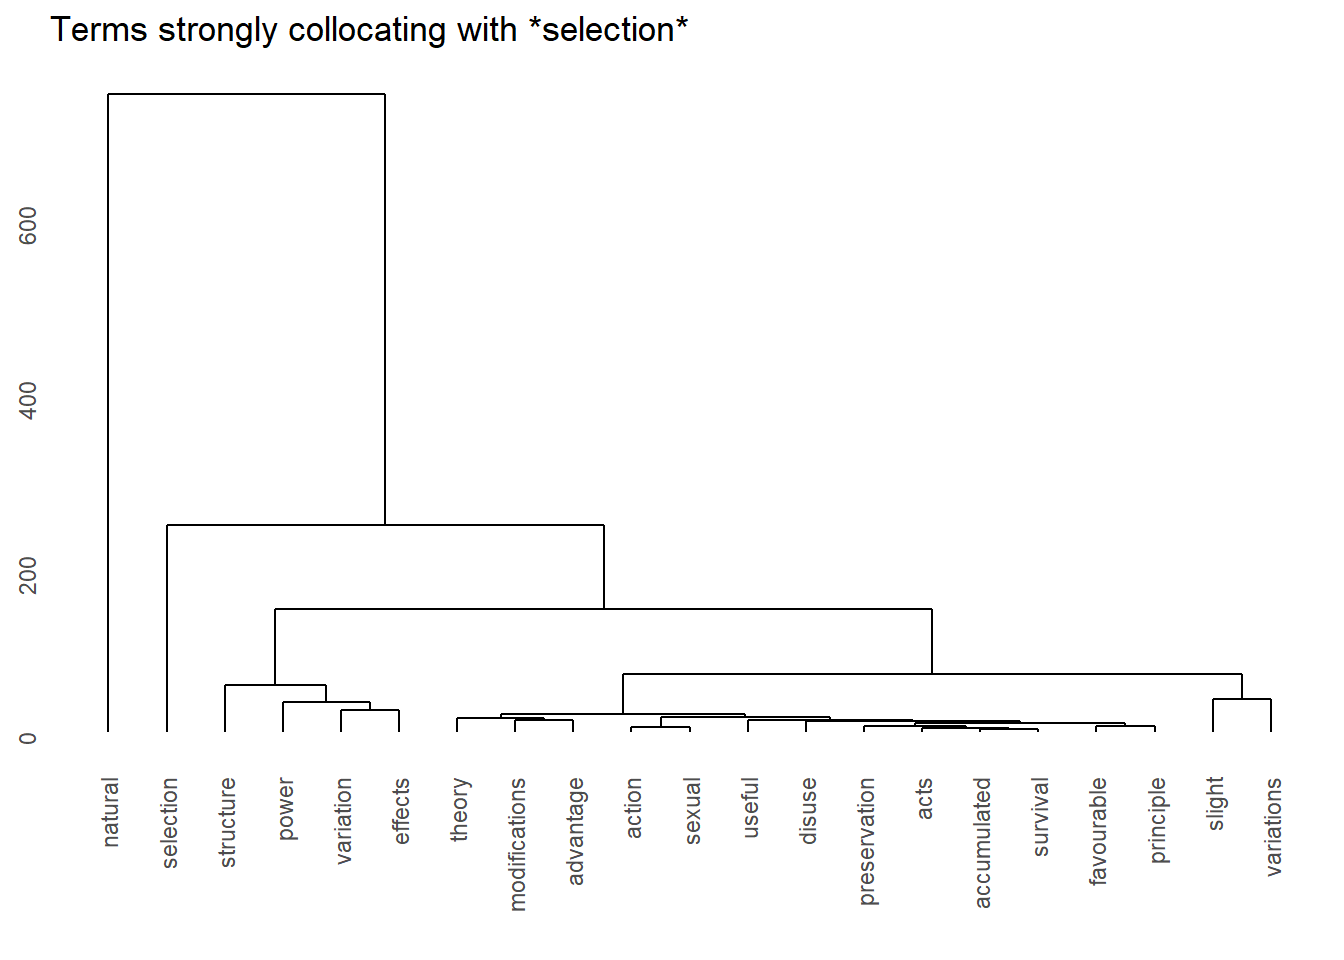 Terms strongly collocating with *selection*
600
400
200
0
natural
selection
structure
power
variation
effects
theory
modifications
advantage
action
sexual
useful
disuse
preservation
acts
accumulated
survival
favourable
principle
slight
variations